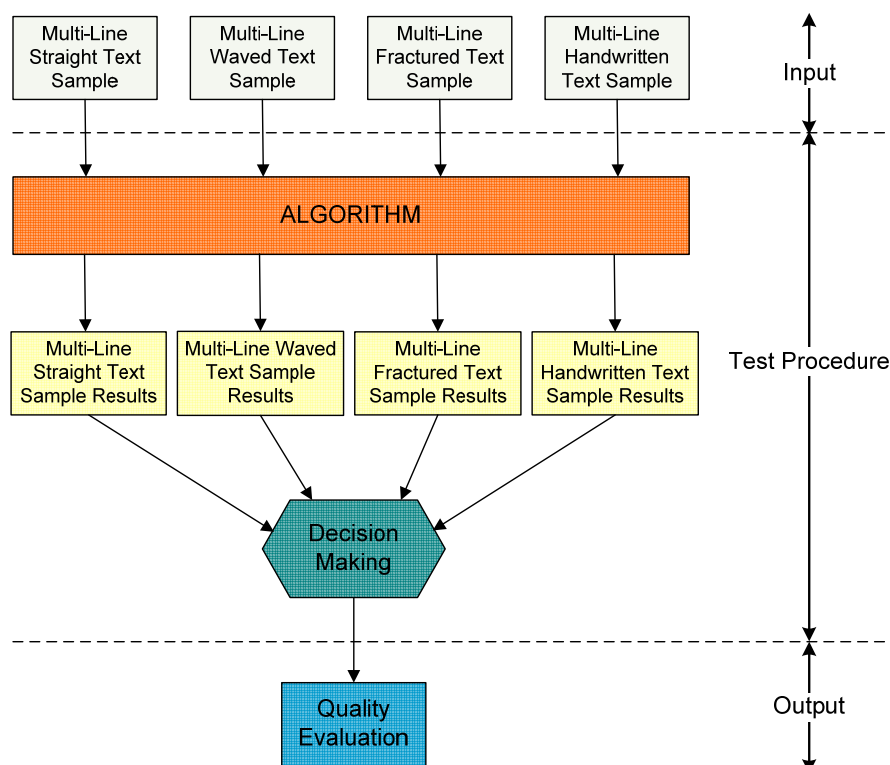 Multi-Line
Straight Text
Sample
Multi-Line
Waved Text
Sample
Multi-Line
Fractured Text
Sample
Multi-Line
Handwritten
Text Sample
Input
ALGORITHM
Multi-Line
Straight Text
Sample Results
Multi-Line Waved
Text Sample
Results
Multi-Line
Fractured Text
Sample Results
Multi-Line
Handwritten Text
Sample Results
Test Procedure
Decision
Making
Quality
Evaluation
Output